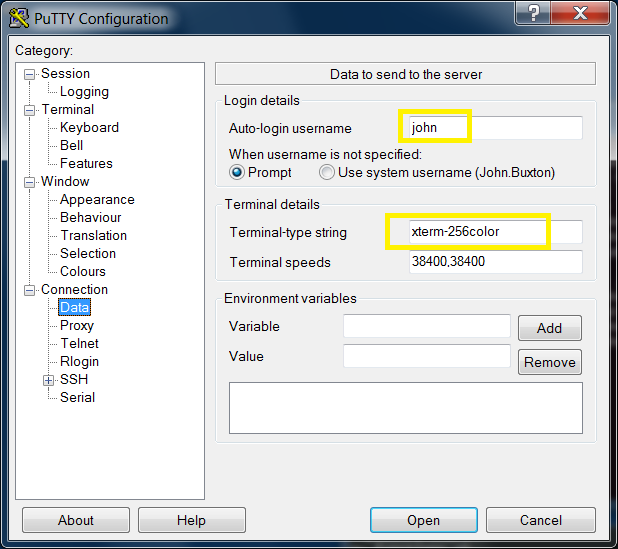 PuTTY Configuration
?
Category:
Session
Logging
Terminal
Keyboard
Bell
Features
Window
Appearance
Behaviour
Translation
Selection
Colours
Connection
Data
Proxy
Telnet
Rlogin
SSH
Serial
Data to send to the server
Login details
Auto-login username john
When username is not specified:
Prompt Use system username (John.Buxton)
Terminal details
Terminal-type string xterm-256color
Terminal speeds 38400,38400
Environment variables
Variable Add
Value Remove
About Help Open Cancel